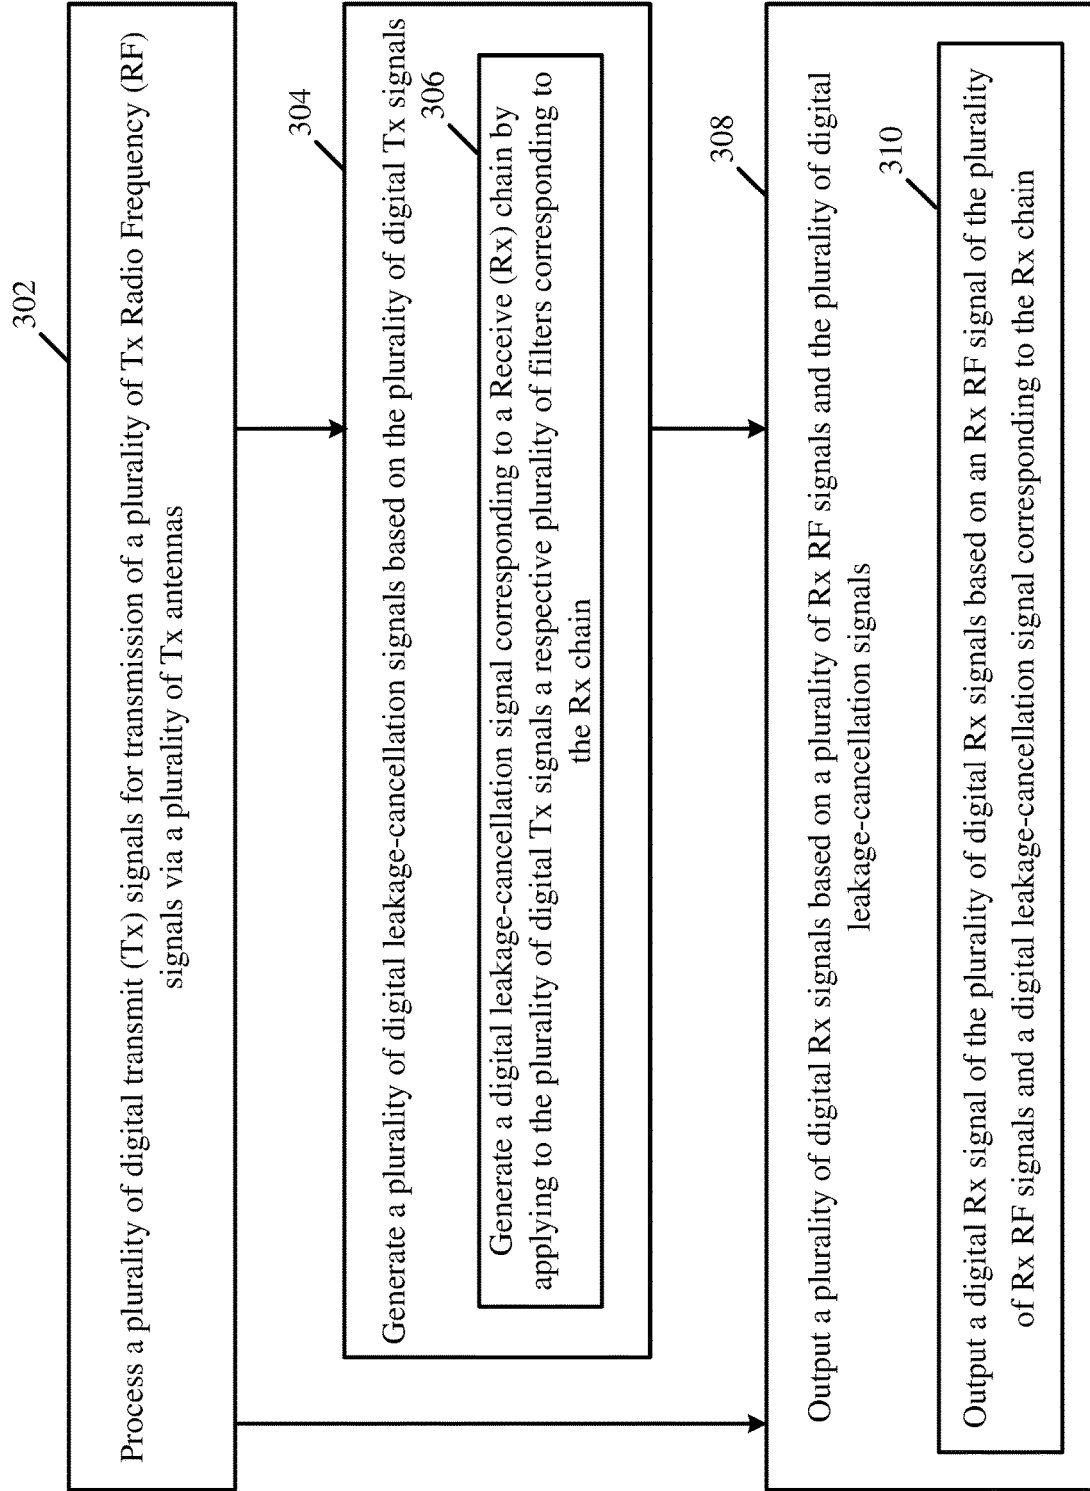 302
Process a plurality of digital transmit (Tx) signals for transmission of a plurality of Tx Radio Frequency (RF)
signals via a plurality of Tx antennas
304
Generate a plurality of digital leakage-cancellation signals based on the plurality of digital Tx signals
306
Generate a digital leakage-cancellation signal corresponding to a Receive (Rx) chain by
applying to the plurality of digital Tx signals a respective plurality of filters corresponding to
the Rx chain
308
Output a plurality of digital Rx signals based on a plurality of Rx RF signals and the plurality of digital
leakage-cancellation signals
310
Output a digital Rx signal of the plurality of digital Rx signals based on an Rx RF signal of the plurality
of Rx RF signals and a digital leakage-cancellation signal corresponding to the Rx chain